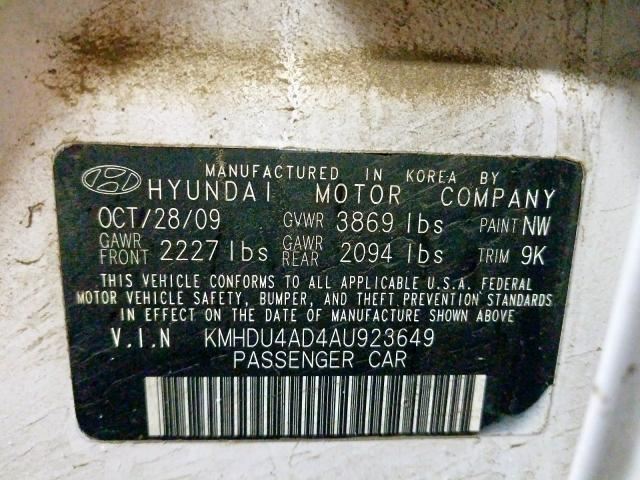 MANUFACTURED IN KOREA BY
HYUNDAI MOTOR COMPANY
OCT/28/09 GVWR 3869 lbs PAINT NW
GAWR FRONT 2227 lbs GAWR REAR 2094 lbs TRIM 9K
THIS VEHICLE CONFORMS TO ALL APPLICABLE U.S.A. FEDERAL
MOTOR VEHICLE SAFETY, BUMPER, AND THEFT PREVENTION STANDARDS
IN EFFECT ON THE DATE OF MANUFACTURE SHOWN ABOVE
V.I.N KMHDU4AD4AU923649
PASSENGER CAR